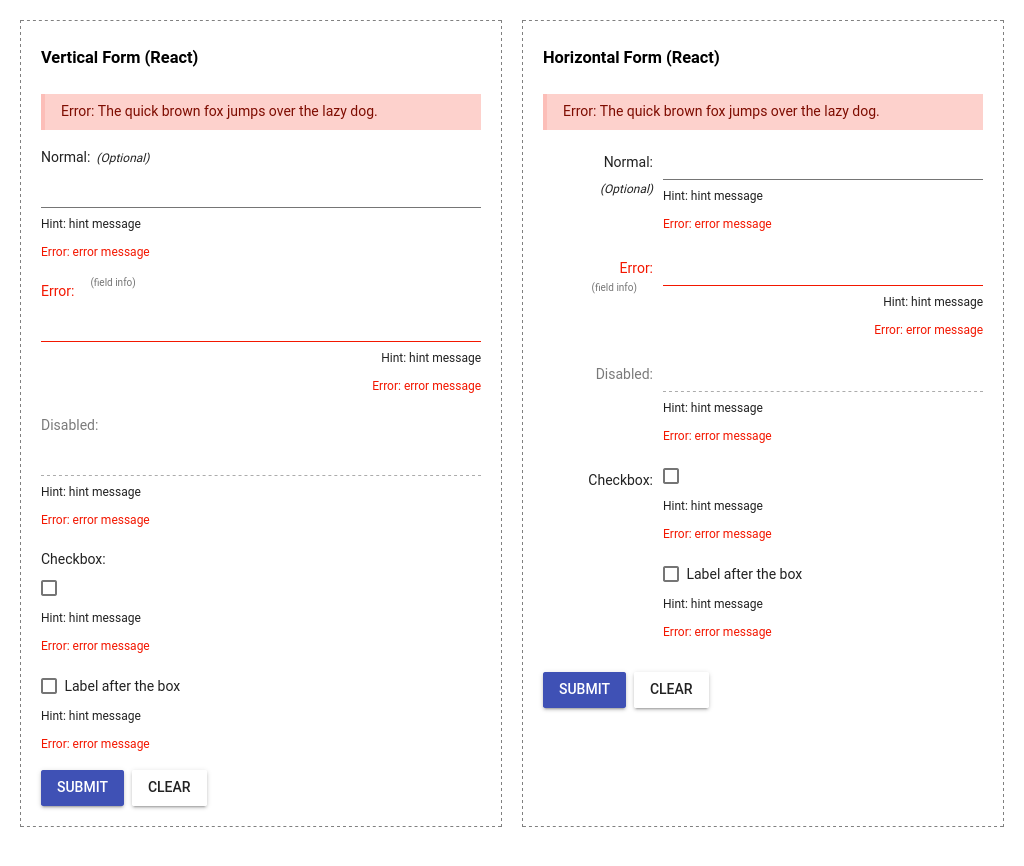 Vertical Form (React)
Error: The quick brown fox jumps over the lazy dog.
Normal: (Optional)
Hint: hint message
Error: error message
Error: (field info)
Hint: hint message
Error: error message
Disabled:
Hint: hint message
Error: error message
Checkbox:
Hint: hint message
Error: error message
Label after the box
Hint: hint message
Error: error message
SUBMIT CLEAR
Horizontal Form (React)
Error: The quick brown fox jumps over the lazy dog.
Normal:
(Optional)
Hint: hint message
Error: error message
Error:
(field info)
Hint: hint message
Error: error message
Disabled:
Hint: hint message
Error: error message
Checkbox:
Hint: hint message
Error: error message
Label after the box
Hint: hint message
Error: error message
SUBMIT CLEAR